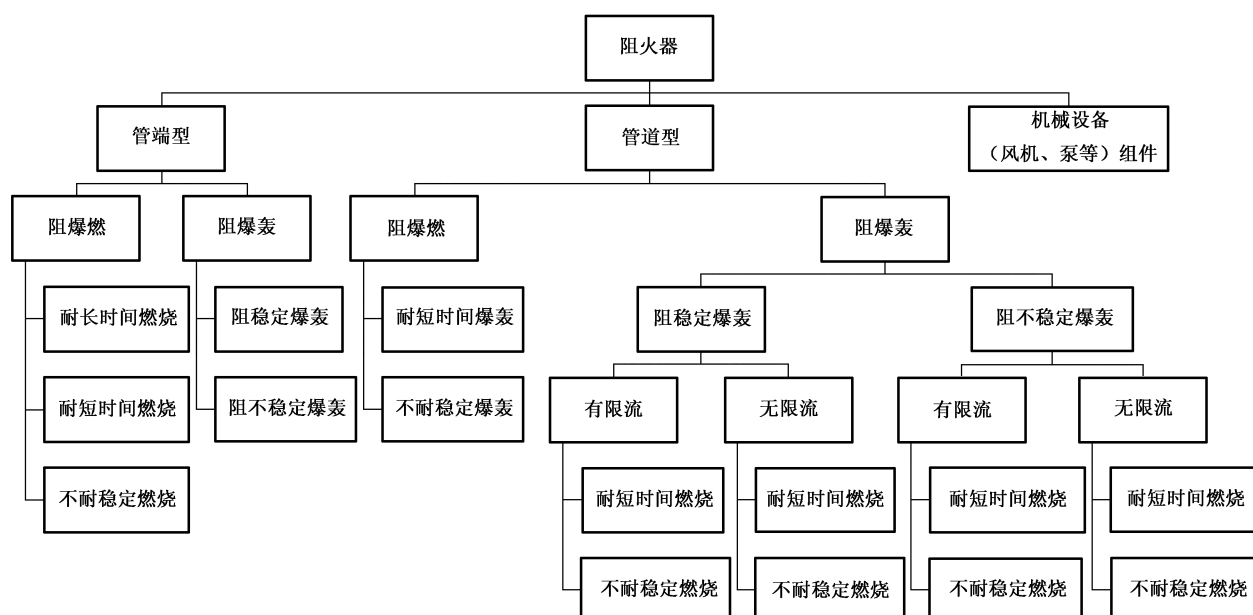 阻火器
管端型
管道型
机械设备
（风机、泵等）组件
阻爆燃
阻爆轰
阻爆燃
阻爆轰
耐长时间燃烧
阻稳定爆轰
耐短时间爆轰
阻稳定爆轰
阻不稳定爆轰
耐短时间燃烧
阻不稳定爆轰
不耐稳定爆轰
有限流
无限流
有限流
无限流
不耐稳定燃烧
耐短时间燃烧
耐短时间燃烧
耐短时间燃烧
耐短时间燃烧
不耐稳定燃烧
不耐稳定燃烧
不耐稳定燃烧
不耐稳定燃烧